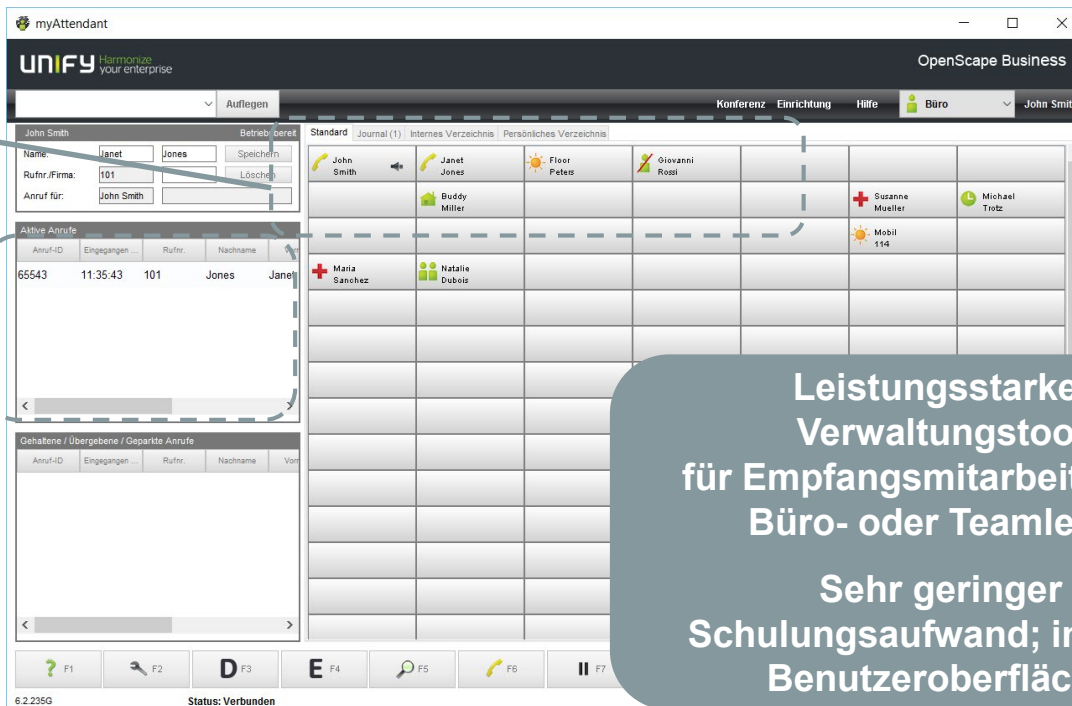 myAttendant
UNIFY Harmonize your enterprise
OpenScape Business
Auflegen
Konferenz Einrichtung Hilfe Büro John Smit
John Smith Betriebsbereit
Name: Janet Jones Speichern
Rufnr./Firma: 101 Löschen
Anruf für: John Smith
Standard Journal (1) Internes Verzeichnis Persönliches Verzeichnis
John Smith
Janet Jones
Floor Peters
Giovanni Rossi
Buddy Miller
Susanne Mueller
Michael Trotz
Mobil 114
Maria Sanchez
Natalie Dubois
Aktive Anrufe
Anruf-ID Eingegangen ... Rufnr. Nachname Vor
65543 11:35:43 101 Jones Janet
Gehaltene / Übergebene / Geparkte Anrufe
Anruf-ID Eingegangen ... Rufnr. Nachname Vorn
Leistungsstarke
Verwaltungstoo
für Empfangsmitarbeit
Büro- oder Teamle
Sehr geringer
Schulungsaufwand; in
Benutzeroberfläc
? F1 F2 D F3 E F4 F5 F6 F7
6.2.235G Status: Verbunden